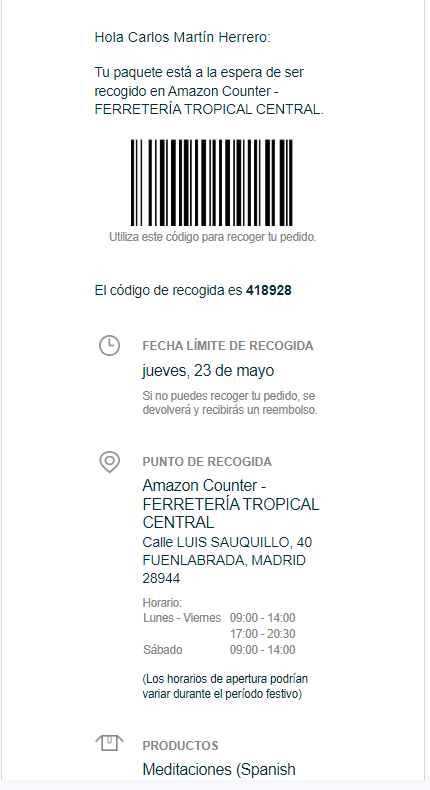 Hola Carlos Martín Herrero:
Tu paquete está a la espera de ser
recogido en Amazon Counter -
FERRETERÍA TROPICAL CENTRAL.
Utiliza este código para recoger tu pedido.
El código de recogida es 418928
FECHA LÍMITE DE RECOGIDA
jueves, 23 de mayo
Si no puedes recoger tu pedido, se
devolverá y recibirás un reembolso.
PUNTO DE RECOGIDA
Amazon Counter -
FERRETERÍA TROPICAL
CENTRAL
Calle LUIS SAUQUILLO, 40
FUENLABRADA, MADRID
28944
Horario:
Lunes - Viernes 09:00 - 14:00
17:00 - 20:30
Sábado 09:00 - 14:00
(Los horarios de apertura podrían
variar durante el período festivo)
PRODUCTOS
Meditaciones (Spanish